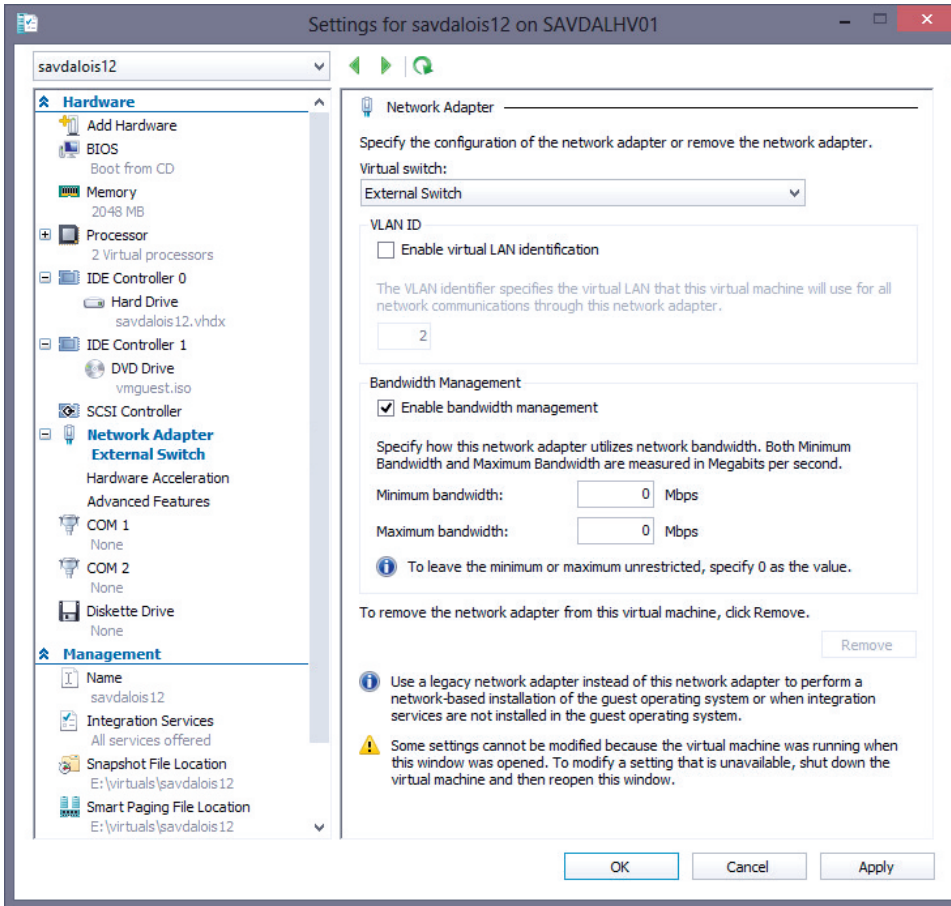 Settings for savdalois12 on SAVDALHV01
savdalois12
Hardware
Add Hardware
BIOS
Boot from CD
Memory
2048 MB
Processor
2 Virtual processors
IDE Controller 0
Hard Drive
savdalois12.vhdx
IDE Controller 1
DVD Drive
vmguest.iso
SCSI Controller
Network Adapter
External Switch
Hardware Acceleration
Advanced Features
COM 1
None
COM 2
None
Diskette Drive
None
Management
Name
savdalois12
Integration Services
All services offered
Snapshot File Location
E:\virtuals\savdalois12
Smart Paging File Location
E:\virtuals\savdalois12
Network Adapter
Specify the configuration of the network adapter or remove the network adapter.
Virtual switch:
External Switch
VLAN ID
Enable virtual LAN identification
The VLAN identifier specifies the virtual LAN that this virtual machine will use for all
network communications through this network adapter.
2
Bandwidth Management
Enable bandwidth management
Specify how this network adapter utilizes network bandwidth. Both Minimum
Bandwidth and Maximum Bandwidth are measured in Megabits per second.
Minimum bandwidth: 0 Mbps
Maximum bandwidth: 0 Mbps
To leave the minimum or maximum unrestricted, specify 0 as the value.
To remove the network adapter from this virtual machine, click Remove.
Remove
Use a legacy network adapter instead of this network adapter to perform a
network-based installation of the guest operating system or when integration
services are not installed in the guest operating system.
Some settings cannot be modified because the virtual machine was running when
this window was opened. To modify a setting that is unavailable, shut down the
virtual machine and then reopen this window.
OK Cancel Apply